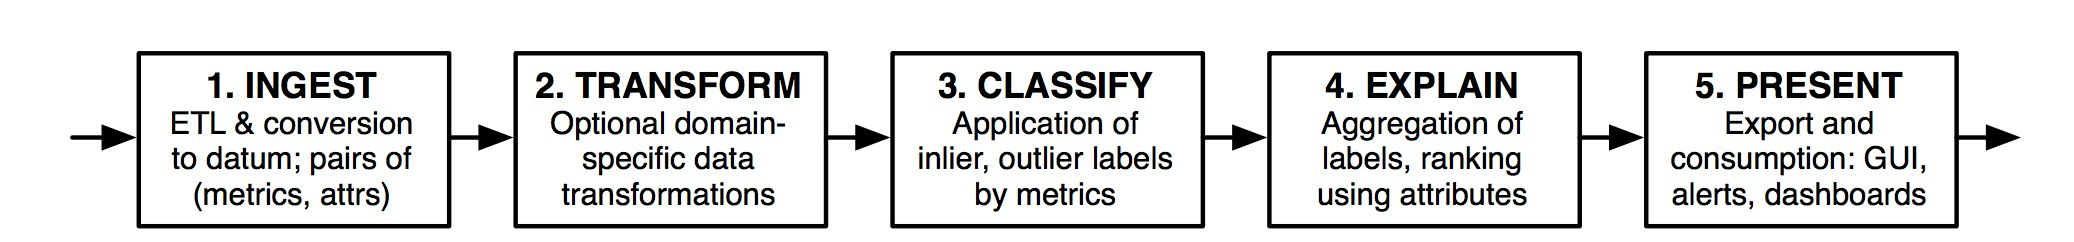 1. INGEST
ETL & conversion
to datum; pairs of
(metrics, attrs)
2. TRANSFORM
Optional domain-
specific data
transformations
3. CLASSIFY
Application of
inlier, outlier labels
by metrics
4. EXPLAIN
Aggregation of
labels, ranking
using attributes
5. PRESENT
Export and
consumption: GUI,
alerts, dashboards